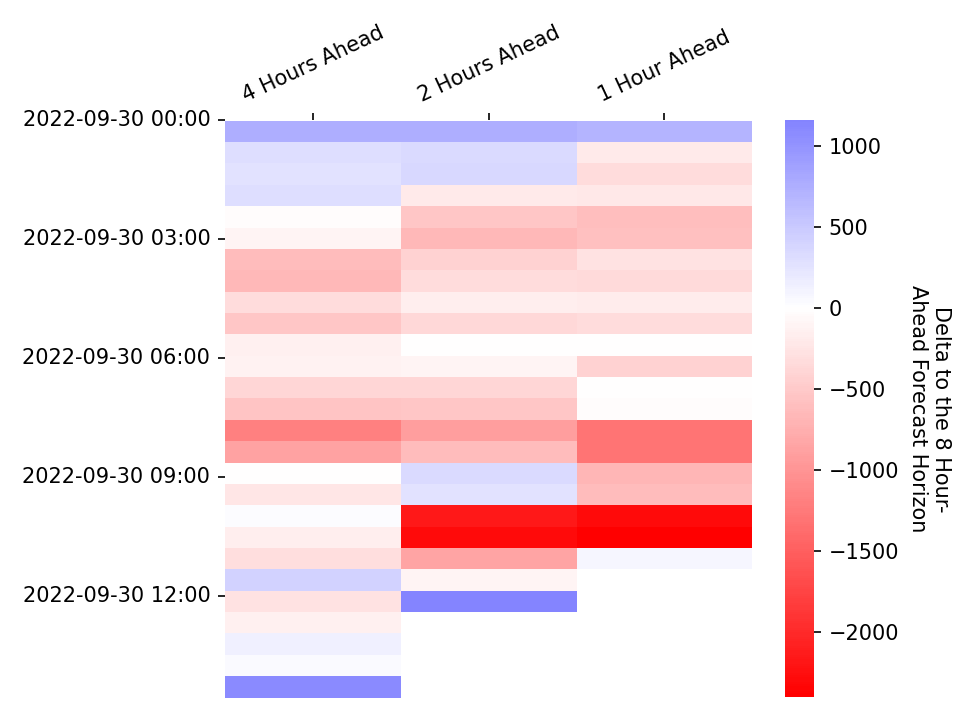 4 Hours Ahead
2 Hours Ahead
1 Hour Ahead
2022-09-30 00:00
2022-09-30 03:00
2022-09-30 06:00
2022-09-30 09:00
2022-09-30 12:00
1000
500
0
−500
−1000
−1500
−2000
Delta to the 8 Hour-
Ahead Forecast Horizon